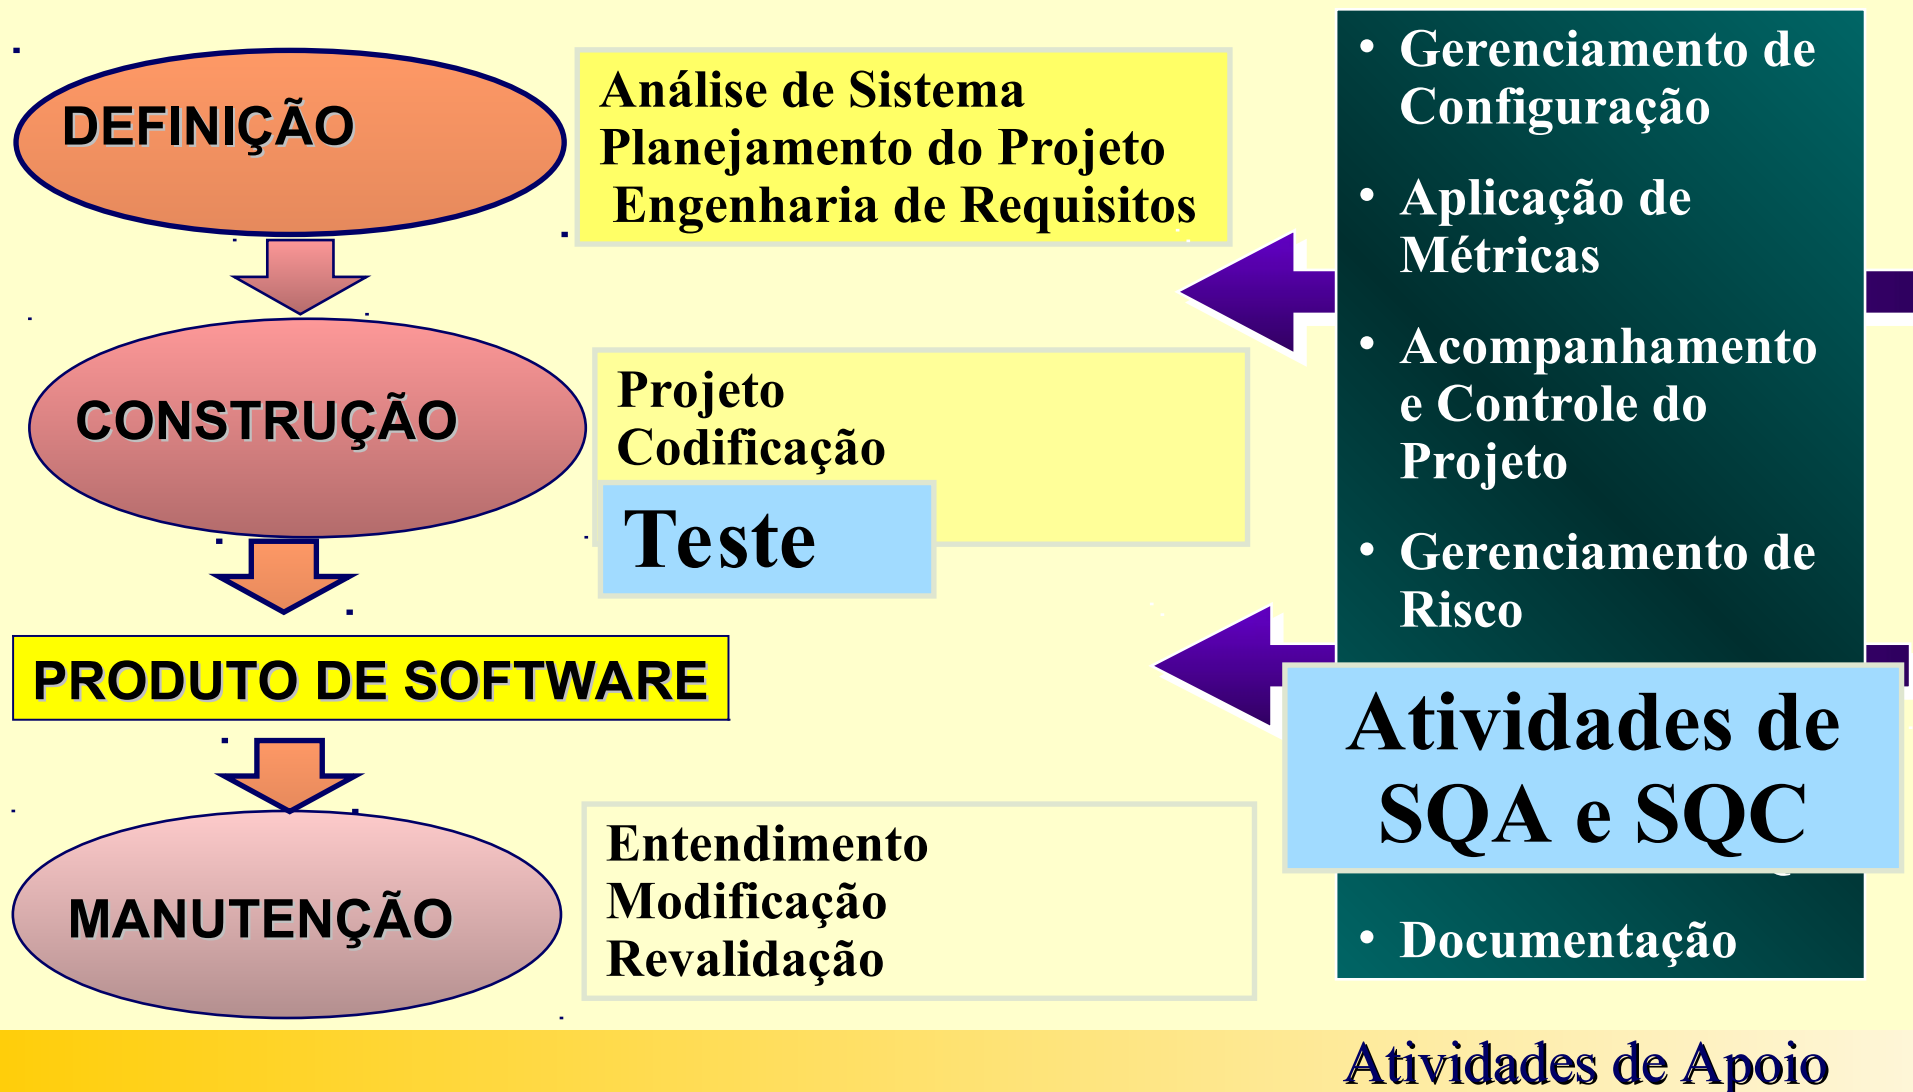 DEFINIÇÃO
Análise de Sistema
Planejamento do Projeto
Engenharia de Requisitos
CONSTRUÇÃO
Projeto
Codificação
Teste
PRODUTO DE SOFTWARE
MANUTENÇÃO
Entendimento
Modificação
Revalidação
• Gerenciamento de
Configuração
• Aplicação de
Métricas
• Acompanhamento
e Controle do
Projeto
• Gerenciamento de
Risco
Atividades de
SQA e SQC
• Documentação
Atividades de Apoio